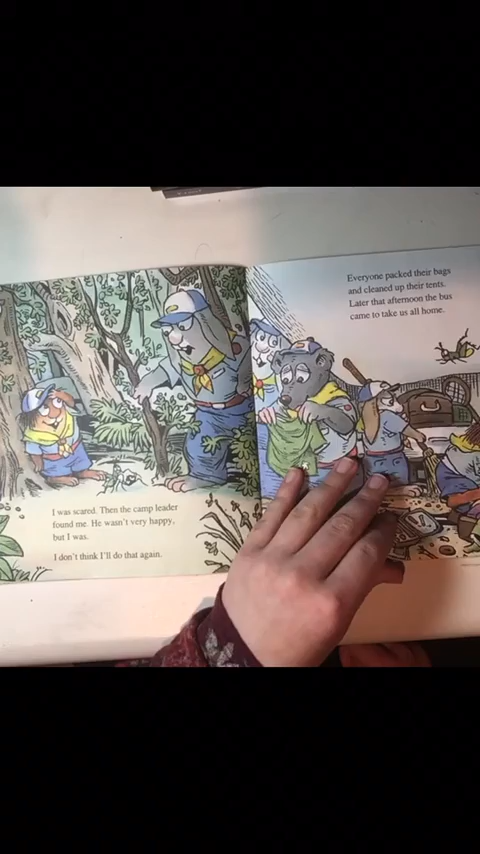 I was scared. Then the camp leader
found me. He wasn't very happy,
but I was.
I don't think I'll do that again.
Everyone packed their bags
and cleaned up their tents.
Later that afternoon the bus
came to take us all home.